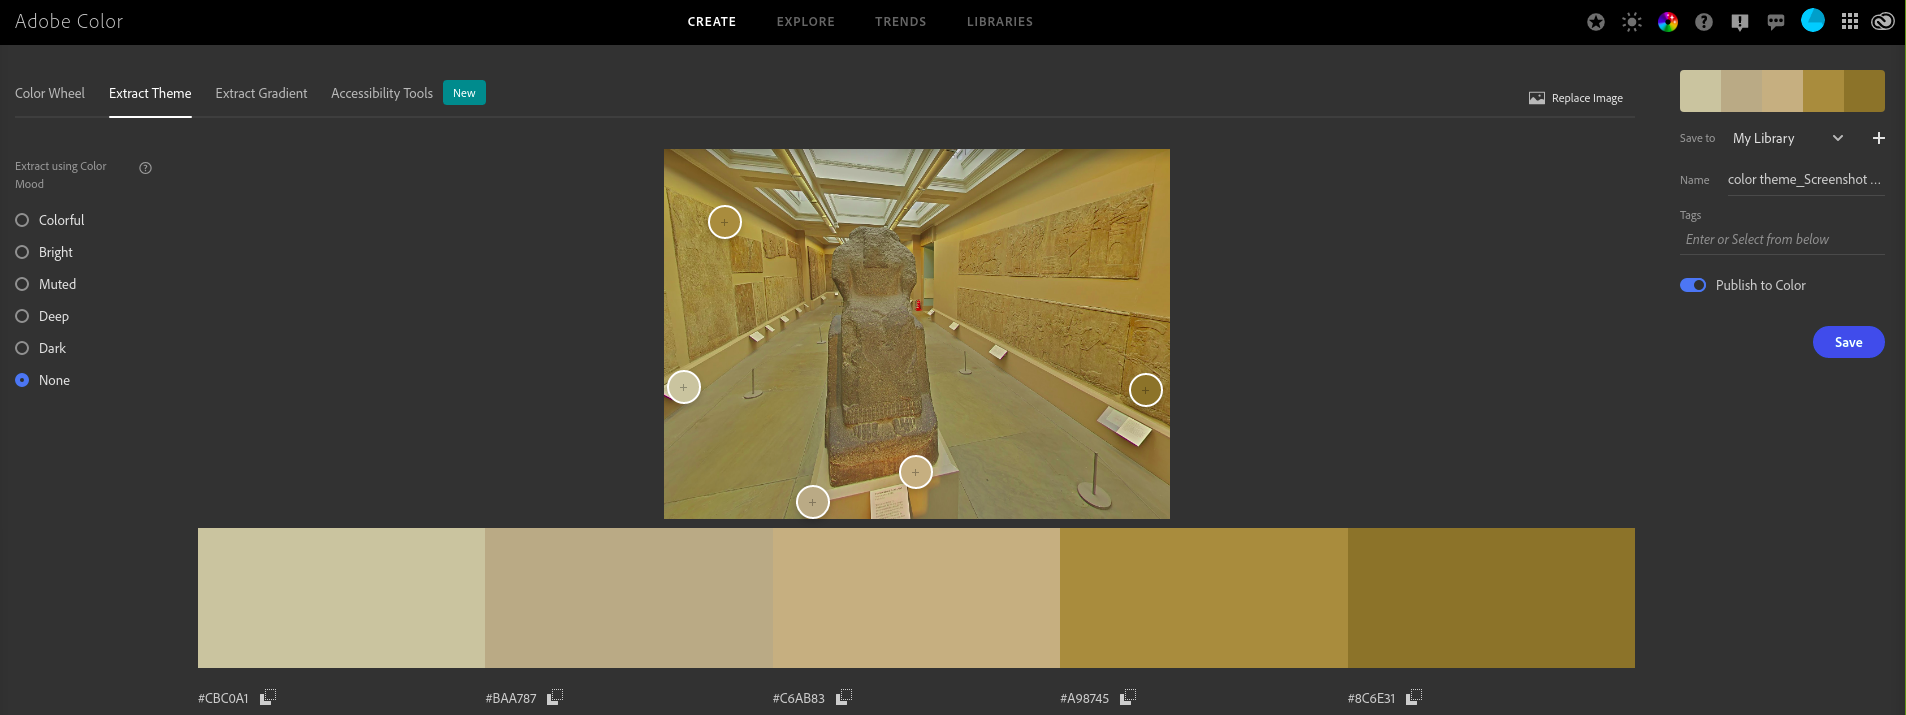 Adobe Color
CREATE EXPLORE TRENDS LIBRARIES
Color Wheel Extract Theme Extract Gradient Accessibility Tools New
Replace Image
Save to My Library
Extract using Color
Mood
Name color theme_Screenshot ...
Colorful
Tags
Enter or Select from below
Bright
Muted
Publish to Color
Deep
Dark
Save
None
#CBC0A1 #BAA787 #C6AB83 #A98745 #8C6E31